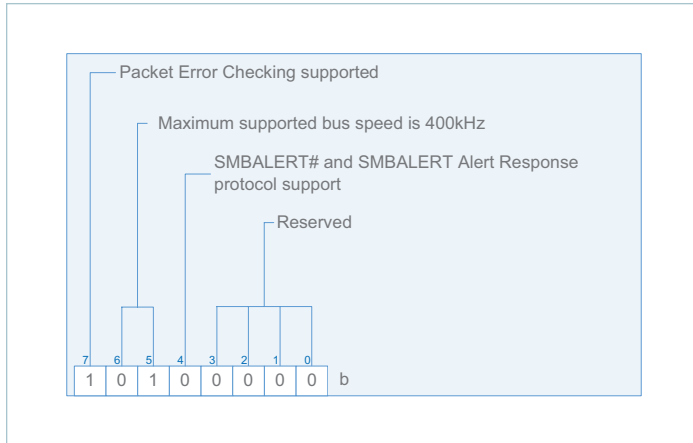 Packet Error Checking supported
Maximum supported bus speed is 400kHz
SMBALERT# and SMBALERT Alert Response
protocol support
Reserved
7 6 5 4 3 2 1 0
1 0 1 0 0 0 0 0 b